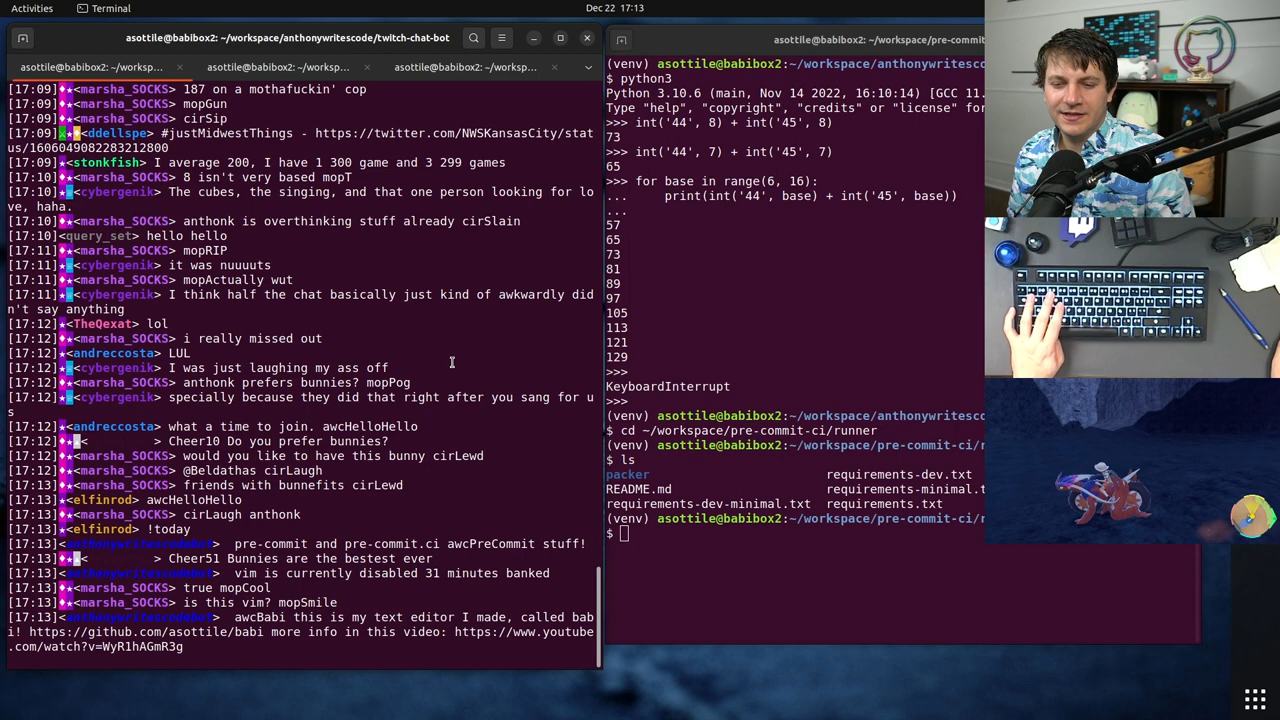 Activities
Terminal
Dec 22 17:13
asottile@babibox2: ~/workspace/anthonywritescode/twitch-chat-bot
asottile@babibox2: ~/worksp...
asottile@babibox2: ~/worksp...
asottile@babibox2: ~/worksp...
[17:09] <marsha_SOCKS> 187 on a mothafuckin' cop
[17:09] <marsha_SOCKS> mopGun
[17:09] <marsha_SOCKS> cirSip
[17:09] <ddellspe> #justMidwestThings - https://twitter.com/NWSKansasCity/stat
us/1606049082283212800
[17:09] <stonkfish> I average 200, I have 1 300 game and 3 299 games
[17:10] <marsha_SOCKS> 8 isn't very based mopT
[17:10] <cybergenik> The cubes, the singing, and that one person looking for lo
ve, haha.
[17:10] <marsha_SOCKS> anthonk is overthinking stuff already cirSlain
[17:10]<query_set> hello hello
[17:10] <marsha_SOCKS> mopRIP
[17:11] <cybergenik> it was nuuuuts
[17:11] <marsha_SOCKS> mopActually wut
[17:11] <cybergenik> I think half the chat basically just kind of awkwardly did
n't say anything
[17:12] <TheQexat> lol
[17:12] <marsha_SOCKS> i really missed out
[17:12] <andreccosta> LUL
[17:12] <cybergenik> I was just laughing my ass off
[17:12] <marsha_SOCKS> anthonk prefers bunnies? mopPog
[17:12] <cybergenik> specially because they did that right after you sang for u
s
[17:12] <andreccosta> what a time to join. awcHelloHello
[17:12] < > Cheer10 Do you prefer bunnies?
[17:12] <marsha_SOCKS> would you like to have this bunny cirLewd
[17:12] <marsha_SOCKS> @Beldathas cirLaugh
[17:13] <marsha_SOCKS> friends with bunnefits cirLewd
[17:13] <elfinrod> awcHelloHello
[17:13] <marsha_SOCKS> cirLaugh anthonk
[17:13] <elfinrod> !today
[17:13]<anthonywritescodebot> pre-commit and pre-commit.ci awcPreCommit stuff!
[17:13] < > Cheer51 Bunnies are the bestest ever
[17:13]<anthonywritescodebot> vim is currently disabled 31 minutes banked
[17:13] <marsha_SOCKS> true mopCool
[17:13] <marsha_SOCKS> is this vim? mopSmile
[17:13]<anthonywritescodebot> awcBabi this is my text editor I made, called bab
i! https://github.com/asottile/babi more info in this video: https://www.youtube
.com/watch?v=WyR1hAGmR3g
asottile@babibox2: ~/workspace/pre-commit
(venv) asottile@babibox2:~/workspace/anthonywritesco
$ python3
Python 3.10.6 (main, Nov 14 2022, 16:10:14) [GCC 11.
Type "help", "copyright", "credits" or "license" for
>>> int('44', 8) + int('45', 8)
73
>>> int('44', 7) + int('45', 7)
65
>>> for base in range(6, 16):
...     print(int('44', base) + int('45', base))
...
57
65
73
81
89
97
105
113
121
129
>>>
KeyboardInterrupt
>>>
(venv) asottile@babibox2:~/workspace/anthonywritesco
$ cd ~/workspace/pre-commit-ci/runner
(venv) asottile@babibox2:~/workspace/pre-commit-ci/r
$ ls
packer requirements-dev.txt
README.md requirements-minimal.t
requirements-dev-minimal.txt requirements.txt
(venv) asottile@babibox2:~/workspace/pre-commit-ci/r
$